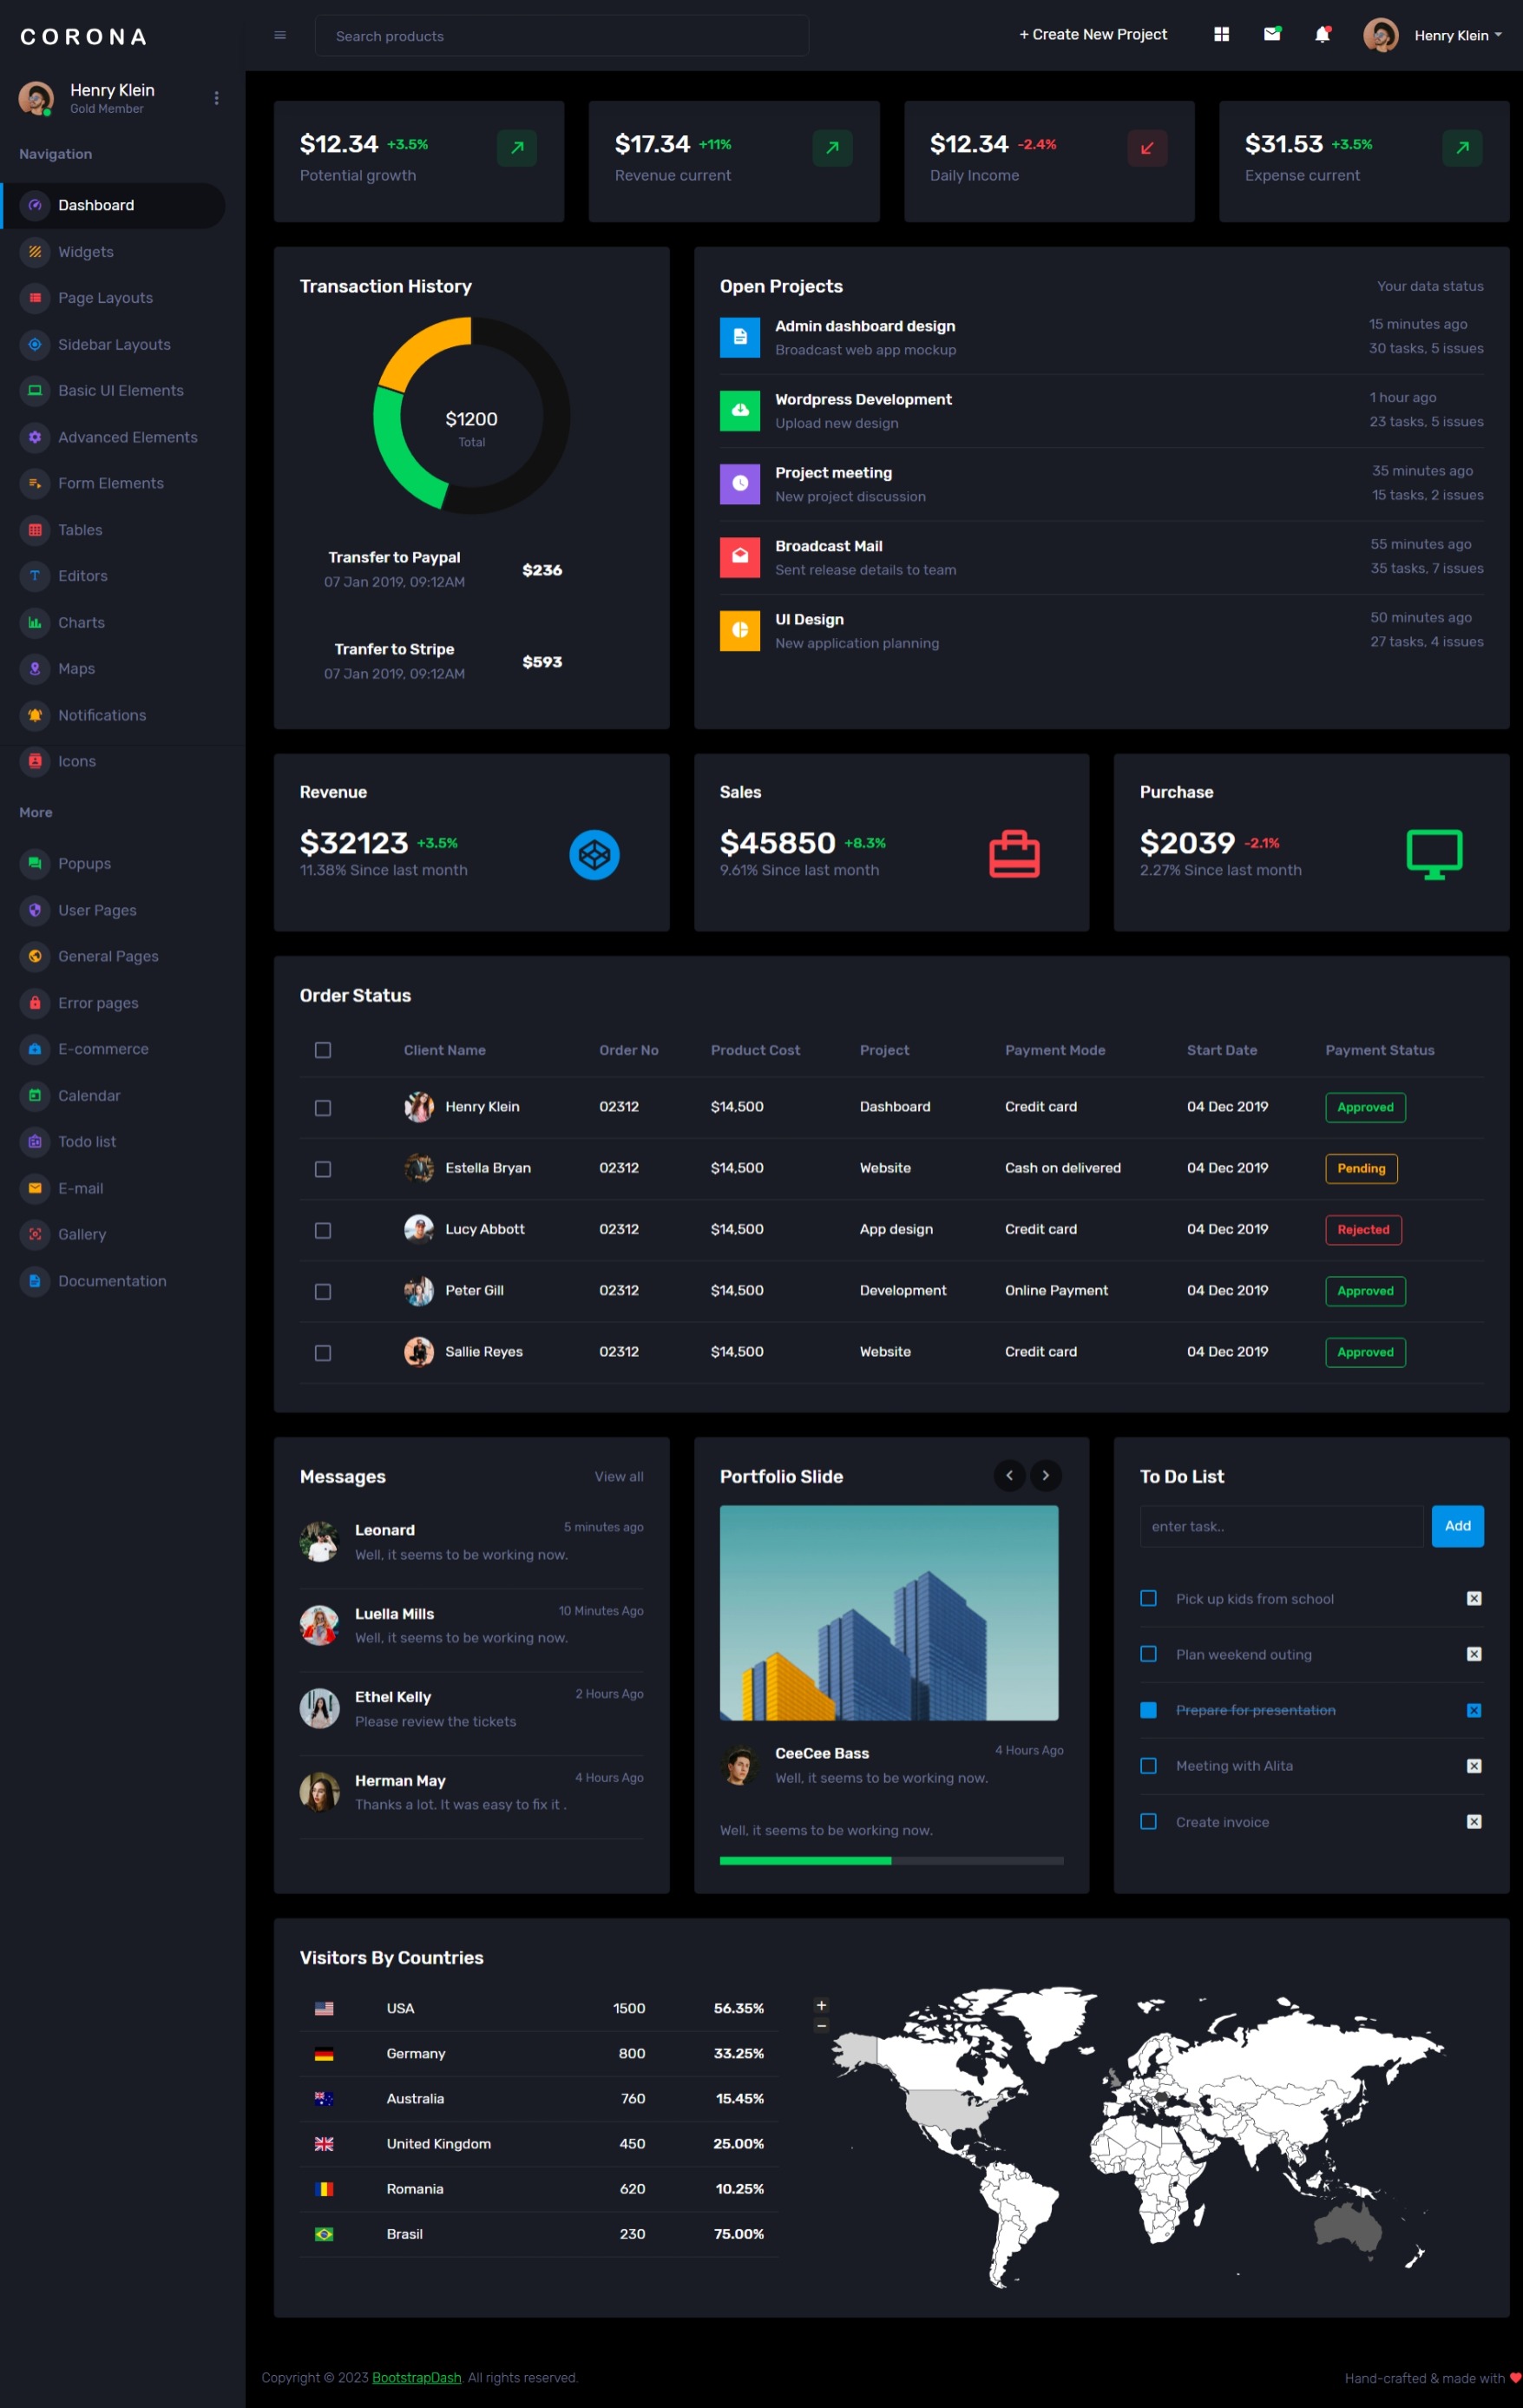 CORONA
Search products
+ Create New Project
Henry Klein
Henry Klein
Gold Member
Navigation
Dashboard
Widgets
Page Layouts
Sidebar Layouts
Basic UI Elements
Advanced Elements
Form Elements
Tables
Editors
Charts
Maps
Notifications
Icons
More
Popups
User Pages
General Pages
Error pages
E-commerce
Calendar
Todo list
E-mail
Gallery
Documentation
$12.34 +3.5%
Potential growth
$17.34 +11%
Revenue current
$12.34 -2.4%
Daily Income
$31.53 +3.5%
Expense current
Transaction History
$1200
Total
Transfer to Paypal
07 Jan 2019, 09:12AM
$236
Tranfer to Stripe
07 Jan 2019, 09:12AM
$593
Open Projects Your data status
Admin dashboard design 15 minutes ago
Broadcast web app mockup 30 tasks, 5 issues
Wordpress Development 1 hour ago
Upload new design 23 tasks, 5 issues
Project meeting 35 minutes ago
New project discussion 15 tasks, 2 issues
Broadcast Mail 55 minutes ago
Sent release details to team 35 tasks, 7 issues
UI Design 50 minutes ago
New application planning 27 tasks, 4 issues
Revenue
$32123 +3.5%
11.38% Since last month
Sales
$45850 +8.3%
9.61% Since last month
Purchase
$2039 -2.1%
2.27% Since last month
Order Status
Client Name Order No Product Cost Project Payment Mode Start Date Payment Status
Henry Klein 02312 $14,500 Dashboard Credit card 04 Dec 2019 Approved
Estella Bryan 02312 $14,500 Website Cash on delivered 04 Dec 2019 Pending
Lucy Abbott 02312 $14,500 App design Credit card 04 Dec 2019 Rejected
Peter Gill 02312 $14,500 Development Online Payment 04 Dec 2019 Approved
Sallie Reyes 02312 $14,500 Website Credit card 04 Dec 2019 Approved
Messages View all
Leonard 5 minutes ago
Well, it seems to be working now.
Luella Mills 10 Minutes Ago
Well, it seems to be working now.
Ethel Kelly 2 Hours Ago
Please review the tickets
Herman May 4 Hours Ago
Thanks a lot. It was easy to fix it .
Portfolio Slide
CeeCee Bass 4 Hours Ago
Well, it seems to be working now.
Well, it seems to be working now.
To Do List
enter task.. Add
Pick up kids from school
Plan weekend outing
Prepare for presentation
Meeting with Alita
Create invoice
Visitors By Countries
USA 1500 56.35%
Germany 800 33.25%
Australia 760 15.45%
United Kingdom 450 25.00%
Romania 620 10.25%
Brasil 230 75.00%
+
−
Copyright © 2023 BootstrapDash. All rights reserved.
Hand-crafted & made with